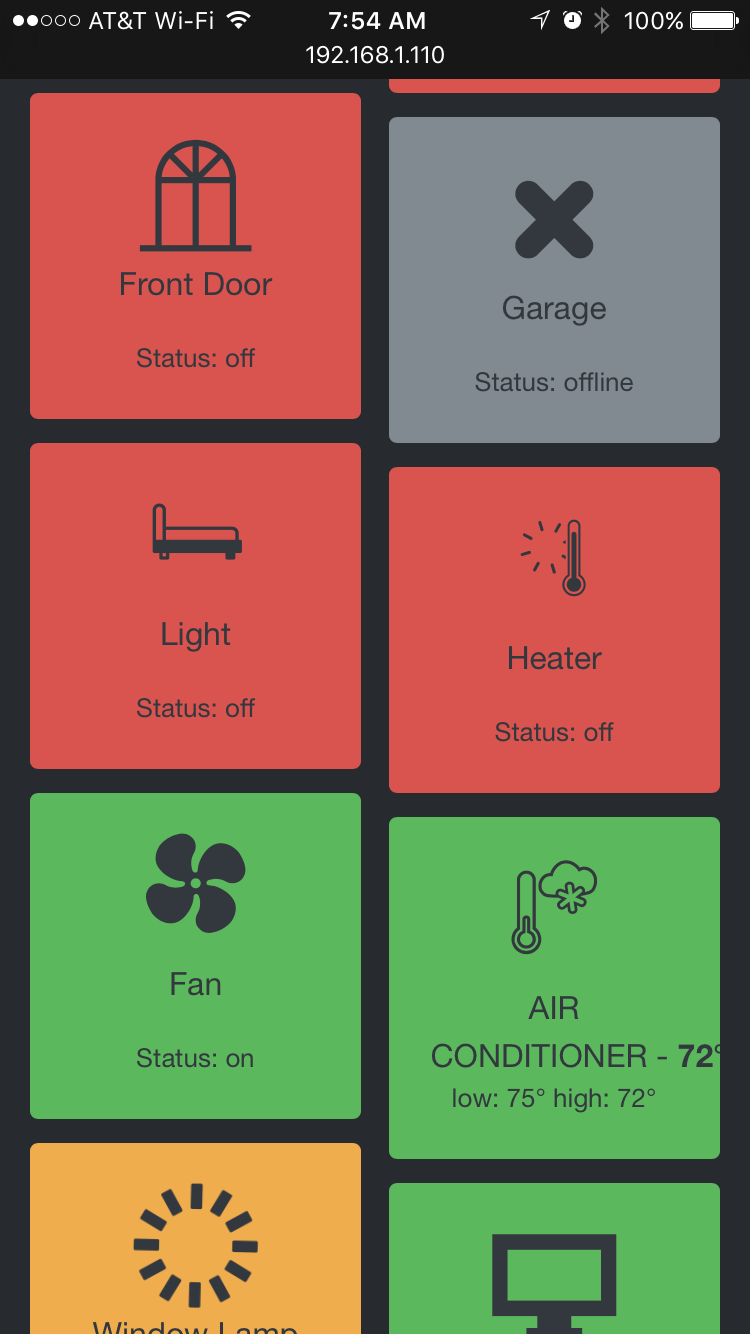 AT&T Wi-Fi 7:54 AM 100%
192.168.1.110
Front Door
Status: off
Garage
Status: offline
Light
Status: off
Heater
Status: off
Fan
Status: on
AIR
CONDITIONER - 72°
low: 75° high: 72°
Window Lamp